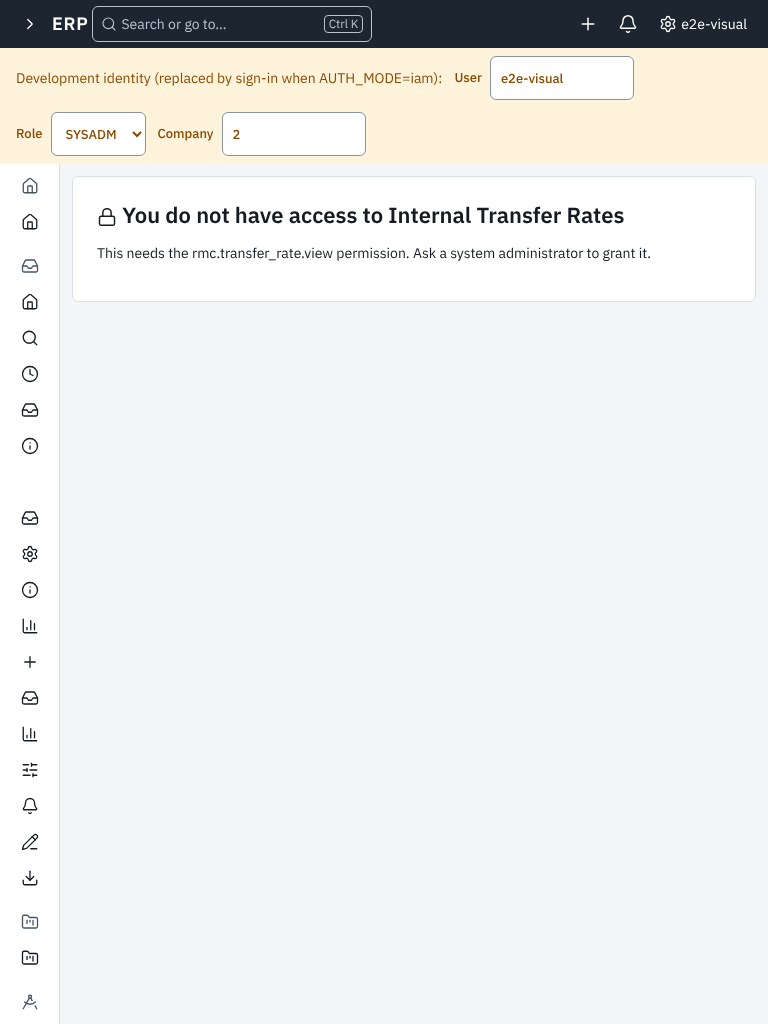 ERP
Search or go to...
Ctrl K
e2e-visual
Development identity (replaced by sign-in when AUTH_MODE=iam):
User
e2e-visual
Role
SYSADM
Company
2
You do not have access to Internal Transfer Rates
This needs the rmc.transfer_rate.view permission. Ask a system administrator to grant it.